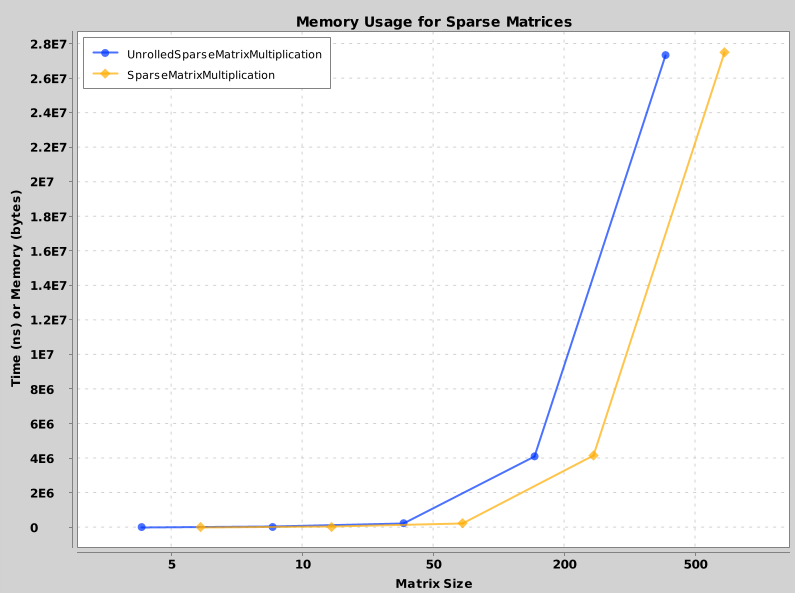 Memory Usage for Sparse Matrices
UnrolledSparseMatrixMultiplication
SparseMatrixMultiplication
Time (ns) or Memory (bytes)
2.8E7
2.6E7
2.4E7
2.2E7
2E7
1.8E7
1.6E7
1.4E7
1.2E7
1E7
8E6
6E6
4E6
2E6
0
5 10 50 200 500
Matrix Size